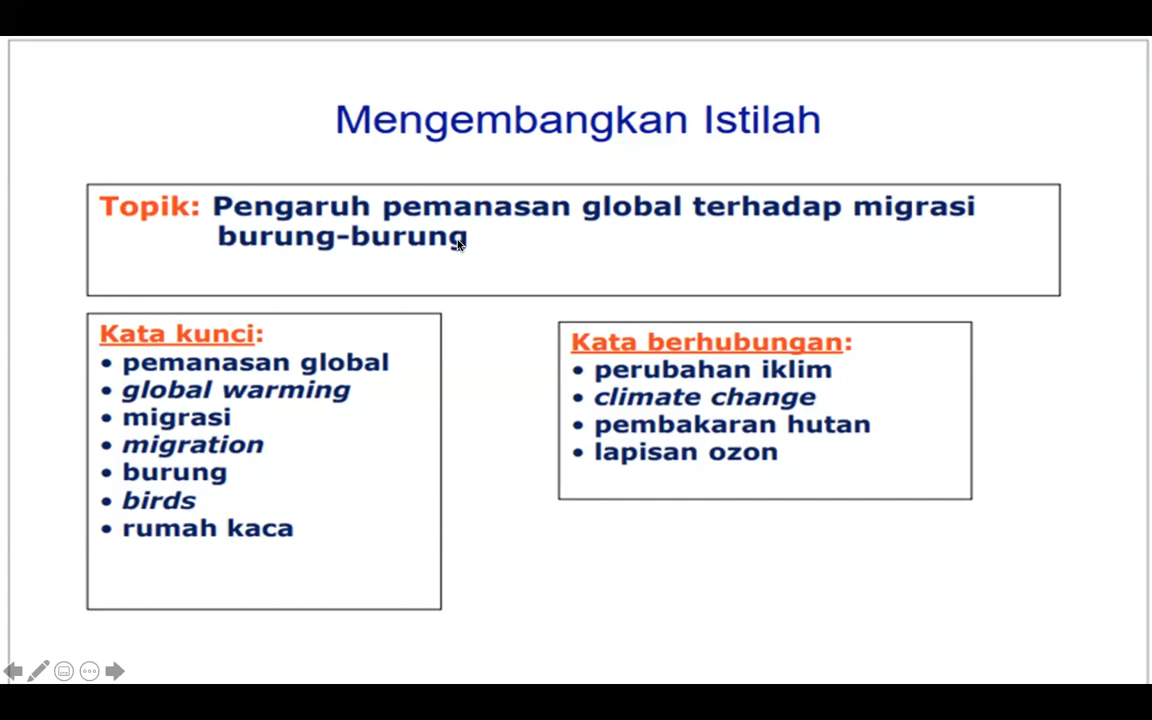 Mengembangkan Istilah
Topik: Pengaruh pemanasan global terhadap migrasi
burung-burung
Kata kunci:
• pemanasan global
• global warming
• migrasi
• migration
• burung
• birds
• rumah kaca
Kata berhubungan:
• perubahan iklim
• climate change
• pembakaran hutan
• lapisan ozon